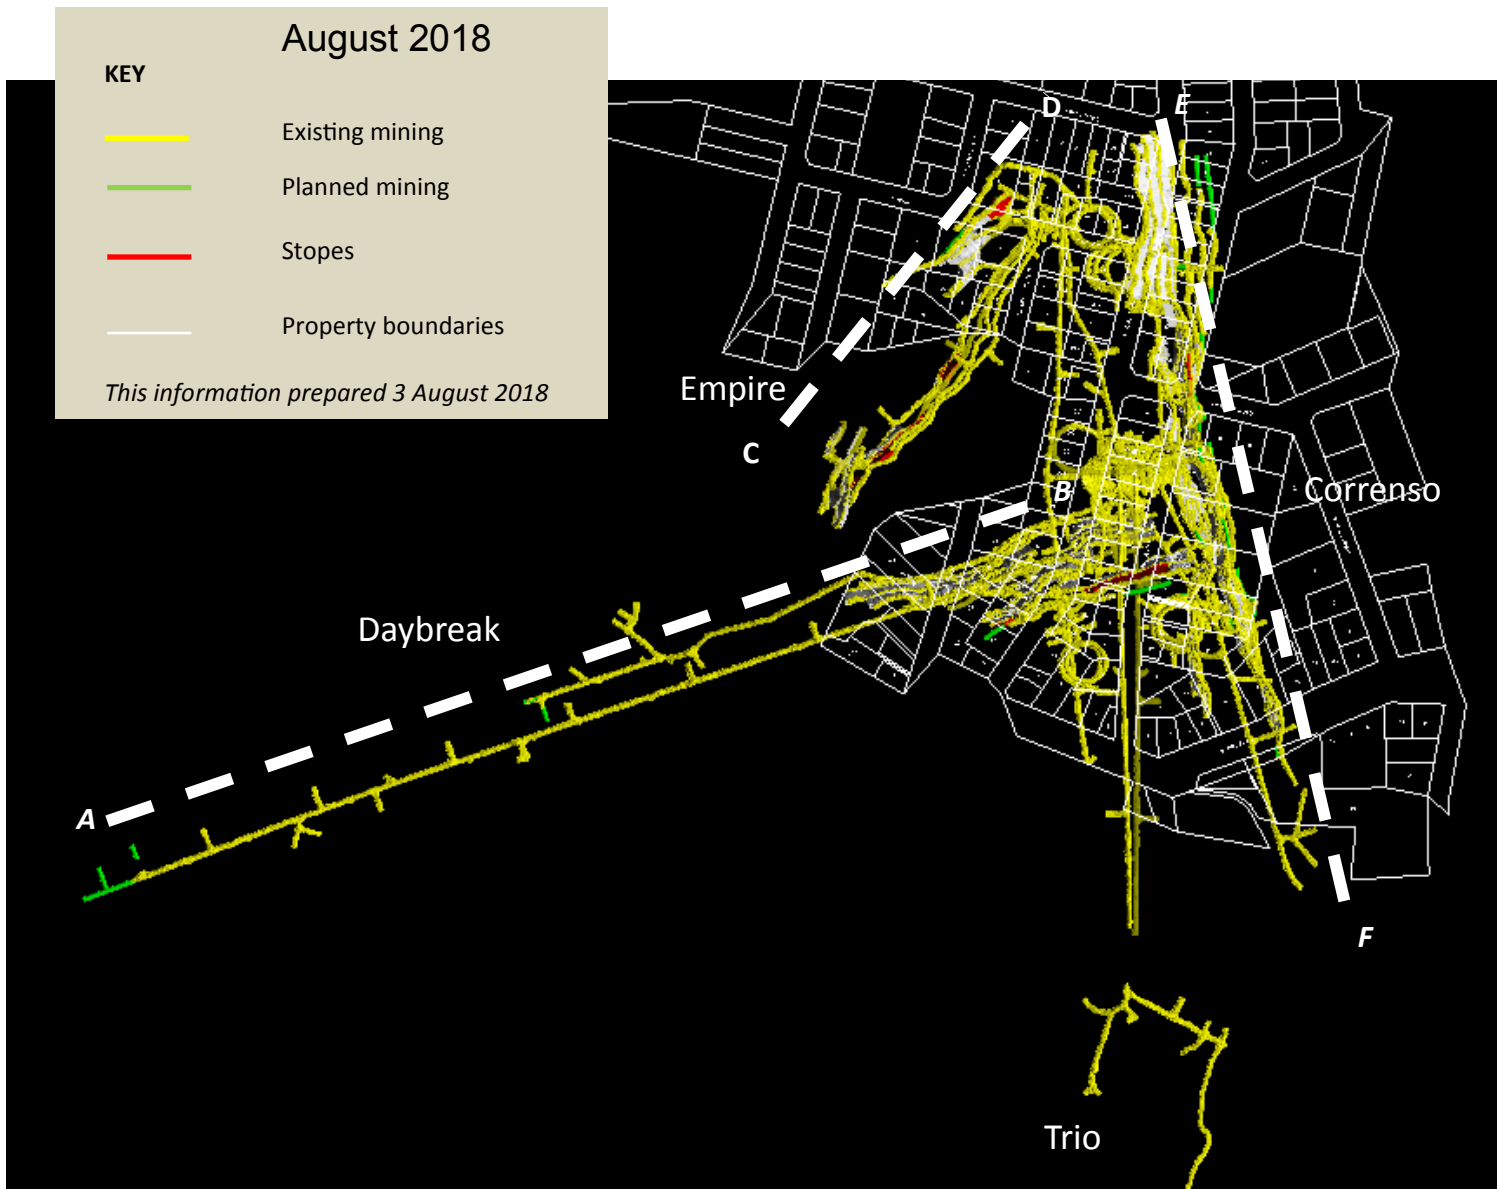 August 2018
KEY
Existing mining
Planned mining
Stopes
Property boundaries
This information prepared 3 August 2018
D
E
Empire
C
B
Correnso
Daybreak
A
F
Trio